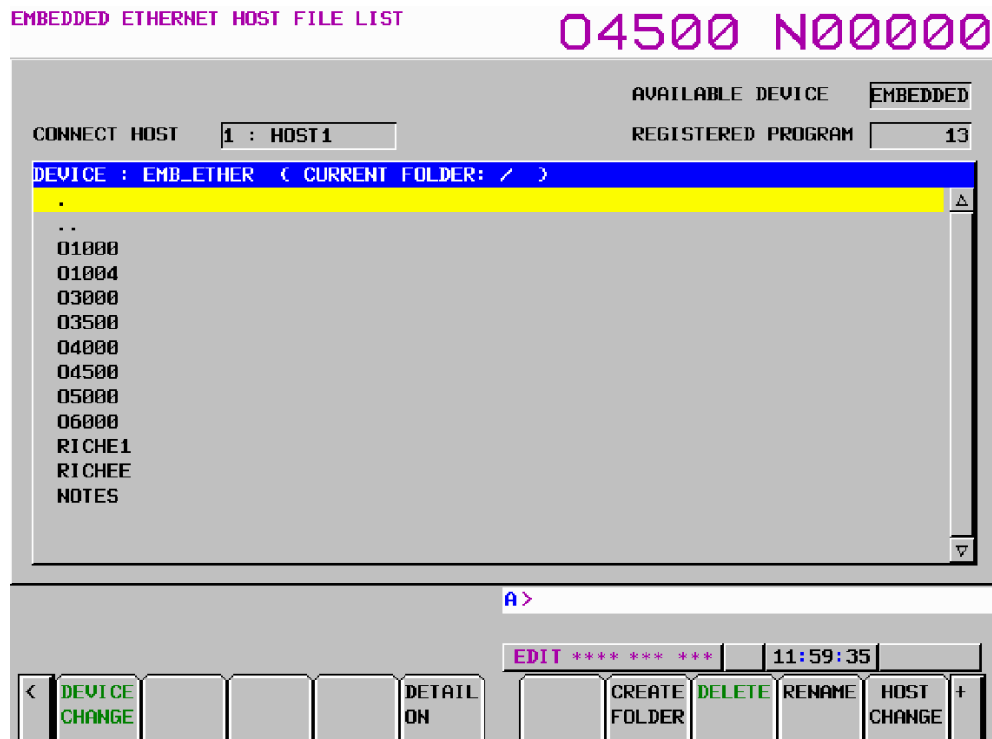 EMBEDDED ETHERNET HOST FILE LIST
O4500 N00000
AVAILABLE DEVICE EMBEDDED
CONNECT HOST 1 : HOST1
REGISTERED PROGRAM 13
DEVICE : EMB_ETHER ( CURRENT FOLDER: / )
.
..
O1000
O1004
O3000
O3500
O4000
O4500
O5000
O6000
RICHE1
RICHEE
NOTES
A>
EDIT **** *** *** 11:59:35
< DEVICE CHANGE
DETAIL ON
CREATE FOLDER
DELETE
RENAME
HOST CHANGE
+